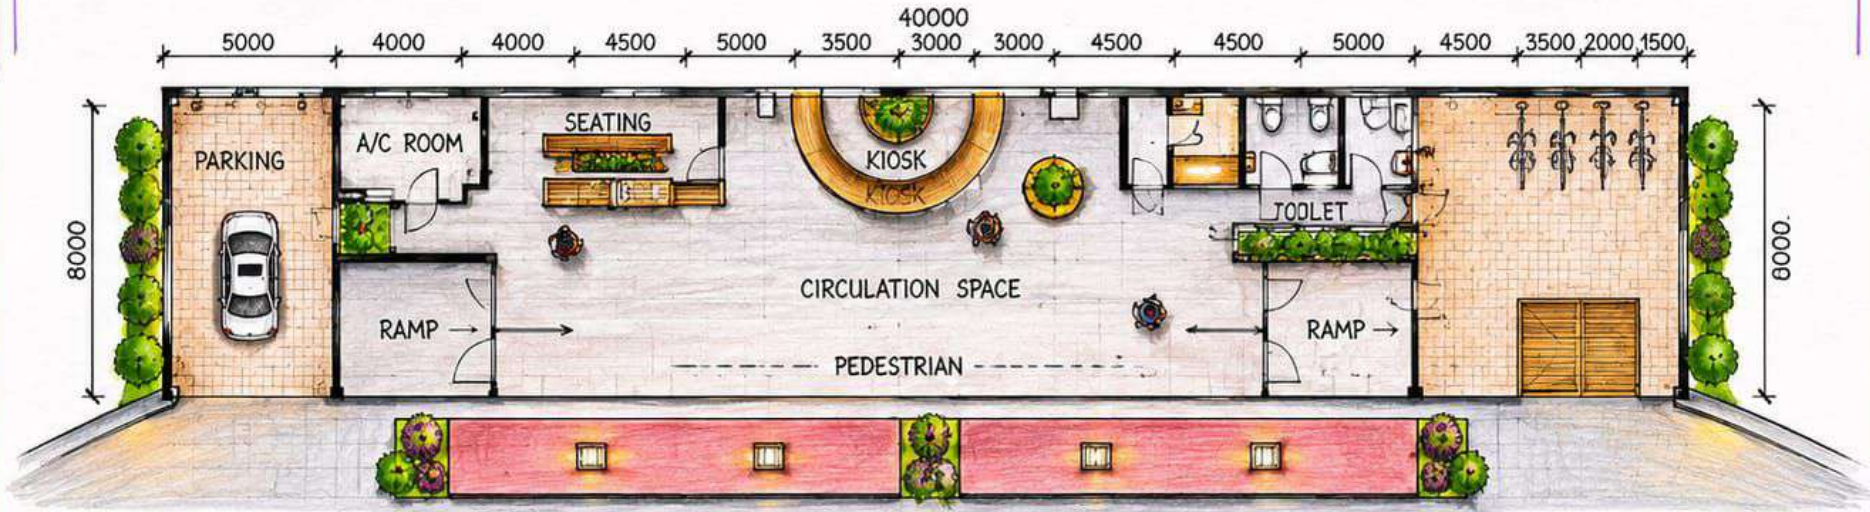 40000
5000 4000 4000 4500 5000 3500 3000 3000 4500 4500 5000 4500 3500 2000 1500
SEATING
A/C ROOM
PARKING
KIOSK
KIOSK
TODLET
8000
8000.
CIRCULATION SPACE
RAMP →
RAMP →
PEDESTRIAN